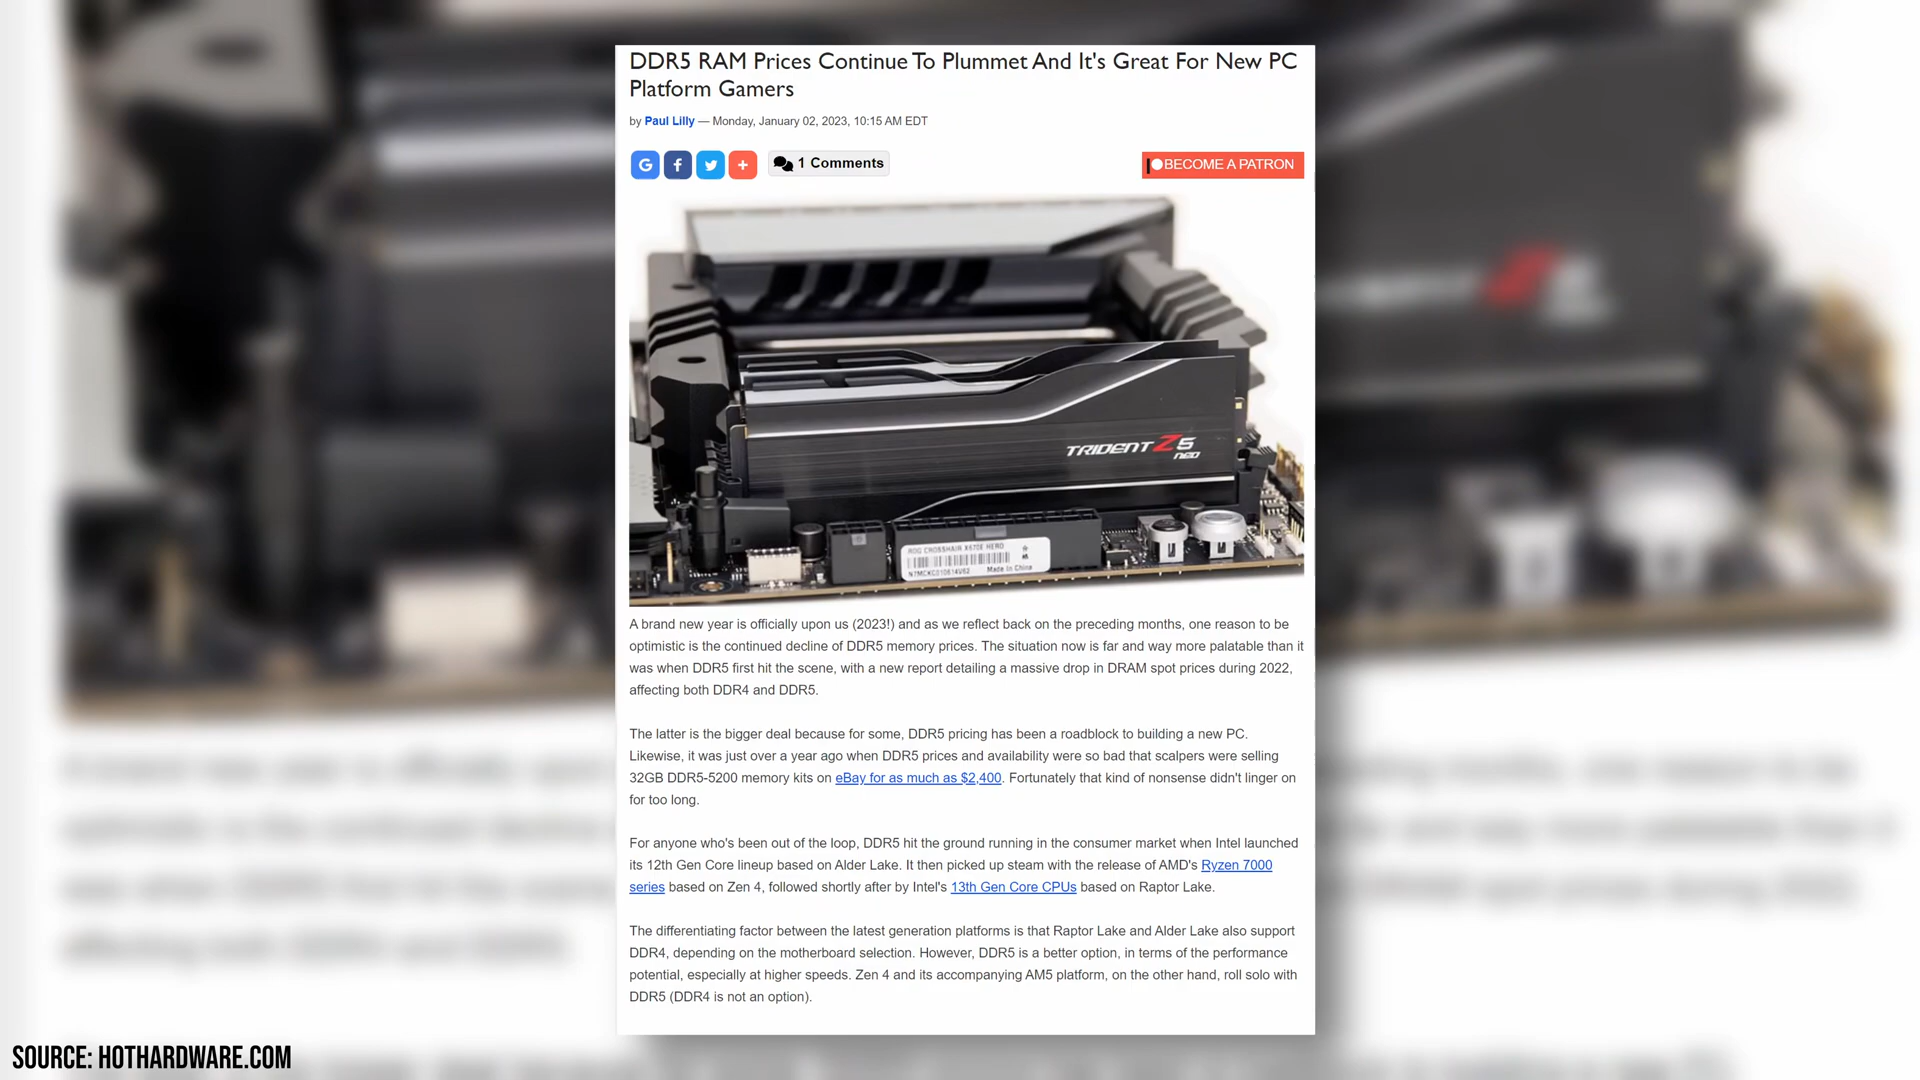 DDR5 RAM Prices Continue To Plummet And It's Great For New PC
Platform Gamers
by Paul Lilly — Monday, January 02, 2023, 10:15 AM EDT
1 Comments
BECOME A PATRON
TRIDENT Z5
neo
ROG CROSSHAIR X670E HERO
Made in China
A brand new year is officially upon us (2023!) and as we reflect back on the preceding months, one reason to be
optimistic is the continued decline of DDR5 memory prices. The situation now is far and way more palatable than it
was when DDR5 first hit the scene, with a new report detailing a massive drop in DRAM spot prices during 2022,
affecting both DDR4 and DDR5.
The latter is the bigger deal because for some, DDR5 pricing has been a roadblock to building a new PC.
Likewise, it was just over a year ago when DDR5 prices and availability were so bad that scalpers were selling
32GB DDR5-5200 memory kits on eBay for as much as $2,400. Fortunately that kind of nonsense didn't linger on
for too long.
For anyone who's been out of the loop, DDR5 hit the ground running in the consumer market when Intel launched
its 12th Gen Core lineup based on Alder Lake. It then picked up steam with the release of AMD's Ryzen 7000
series based on Zen 4, followed shortly after by Intel's 13th Gen Core CPUs based on Raptor Lake.
The differentiating factor between the latest generation platforms is that Raptor Lake and Alder Lake also support
DDR4, depending on the motherboard selection. However, DDR5 is a better option, in terms of the performance
potential, especially at higher speeds. Zen 4 and its accompanying AM5 platform, on the other hand, roll solo with
DDR5 (DDR4 is not an option).
SOURCE: HOTHARDWARE.COM